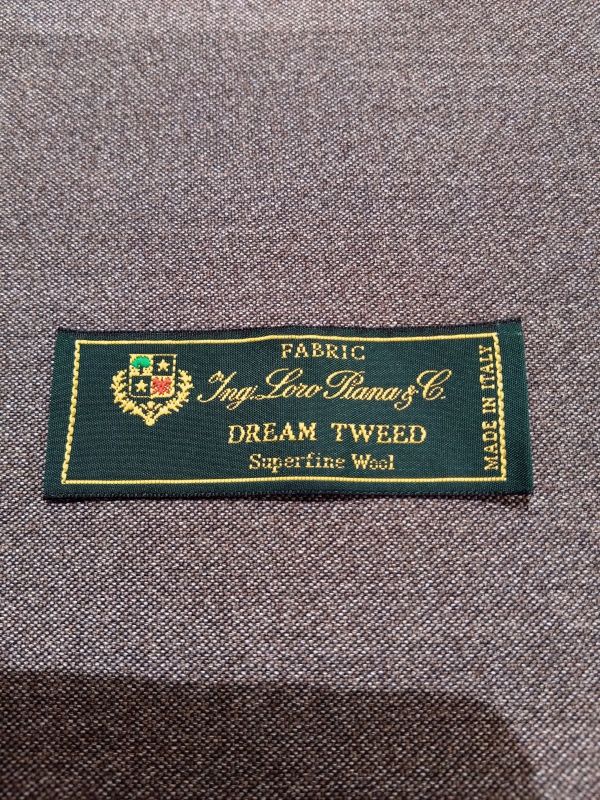 FABRIC
Ing. Loro Piana & C.
DREAM TWEED
Superfine Wool
MADE IN ITALY